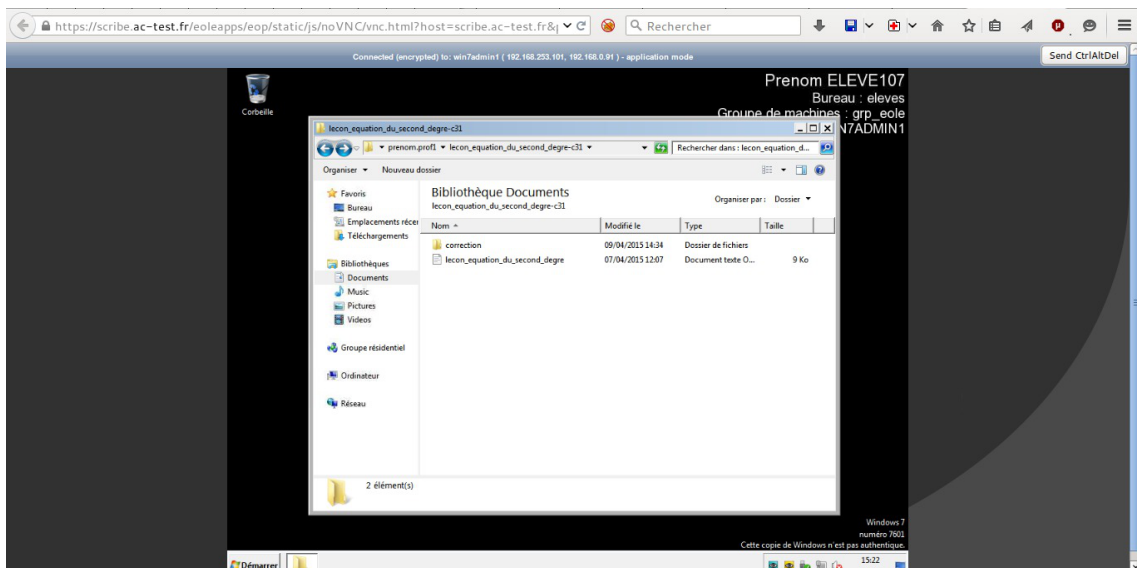 https://scribe.ac-test.fr/eoleapps/eop/static/js/noVNC/vnc.html?host=scribe.ac-test.fr&
Rechercher
Connected (encrypted) to: win7admin1 ( 192.168.253.101, 192.168.0.91 ) - application mode
Send CtrlAltDel
Corbeille
Prenom ELEVE107
Bureau : eleves
Groupe de machines : grp_eole
N7ADMIN1
lecon_equation_du_second_degre-c31
prenom.prof1 lecon_equation_du_second_degre-c31
Rechercher dans : lecon_equation_d...
Organiser Nouveau dossier
Favoris
Bureau
Emplacements récer
Téléchargements
Bibliothèques
Documents
Music
Pictures
Videos
Groupe résidentiel
Ordinateur
Réseau
Bibliothèque Documents
lecon_equation_du_second_degre-c31
Organiser par : Dossier
Nom Modifié le Type Taille
correction 09/04/2015 14:34 Dossier de fichiers
lecon_equation_du_second_degre 07/04/2015 12:07 Document texte O... 9 Ko
2 élément(s)
Windows 7
numéro 7601
Cette copie de Windows n'est pas authentique.
Démarrer
15:22